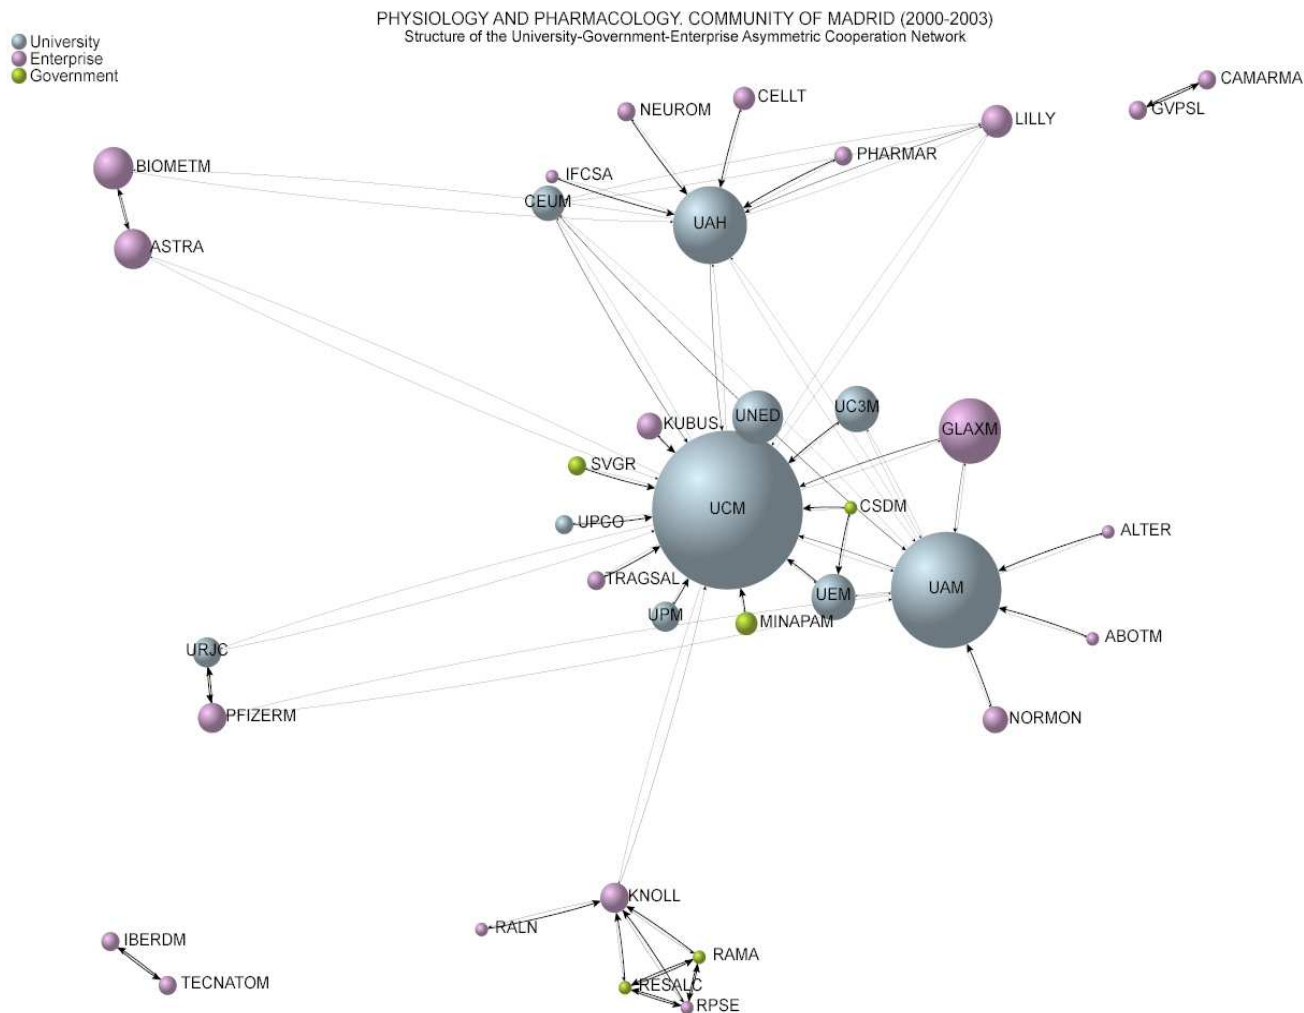 PHYSIOLOGY AND PHARMACOLOGY. COMMUNITY OF MADRID (2000-2003)
Structure of the University-Government-Enterprise Asymmetric Cooperation Network
University
Enterprise
Government
CAMARMA
GVPSL
CELLT
NEUROM
LILLY
PHARMAR
BIOMETM
IFCSA
CEUM
UAH
ASTRA
UNED
UC3M
KUBUS
GLAXM
SVGR
UCM
CSDM
UPCO
ALTER
TRAGSAL
UAM
UEM
UPM
MINAPAM
ABOTM
URJC
PFIZERM
NORMON
KNOLL
RALN
IBERDM
RAMA
TECNATOM
RESALC
RPSE